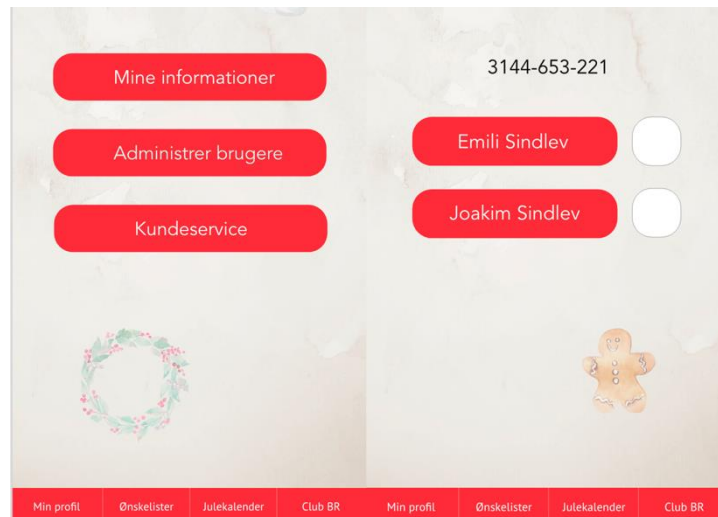 Mine informationer
Administrer brugere
Kundeservice
Min profil Ønskelister Julekalender Club BR
3144-653-221
Emili Sindlev
Joakim Sindlev
Min profil Ønskelister Julekalender Club BR